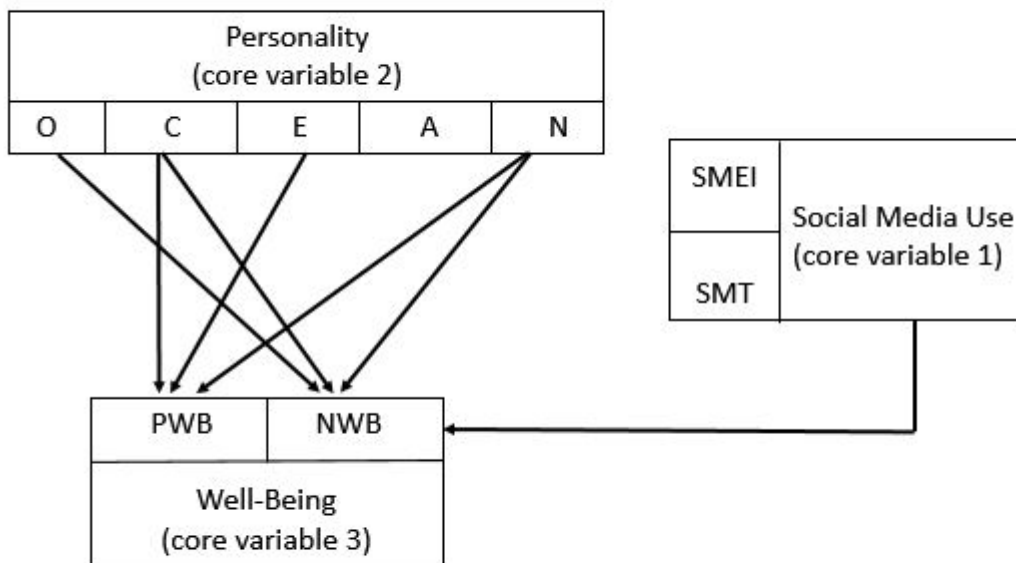 Personality
(core variable 2)
O C E A N
SMEI
Social Media Use
(core variable 1)
SMT
PWB NWB
Well-Being
(core variable 3)